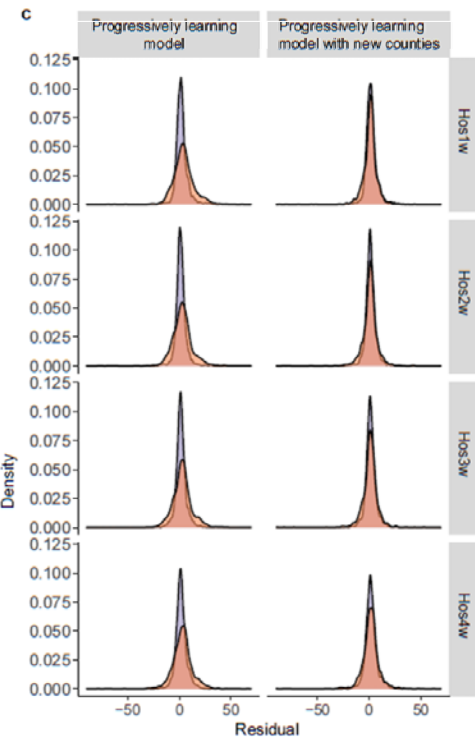 c
Progressively learning
model
Progressively learning
model with new counties
0.125
0.100
0.075
0.050
0.025
0.000
Hos1w
0.125
0.100
0.075
0.050
0.025
0.000
Hos2w
0.125
0.100
0.075
0.050
0.025
0.000
Hos3w
0.125
0.100
0.075
0.050
0.025
0.000
Hos4w
Density
−50 0 50
−50 0 50
Residual